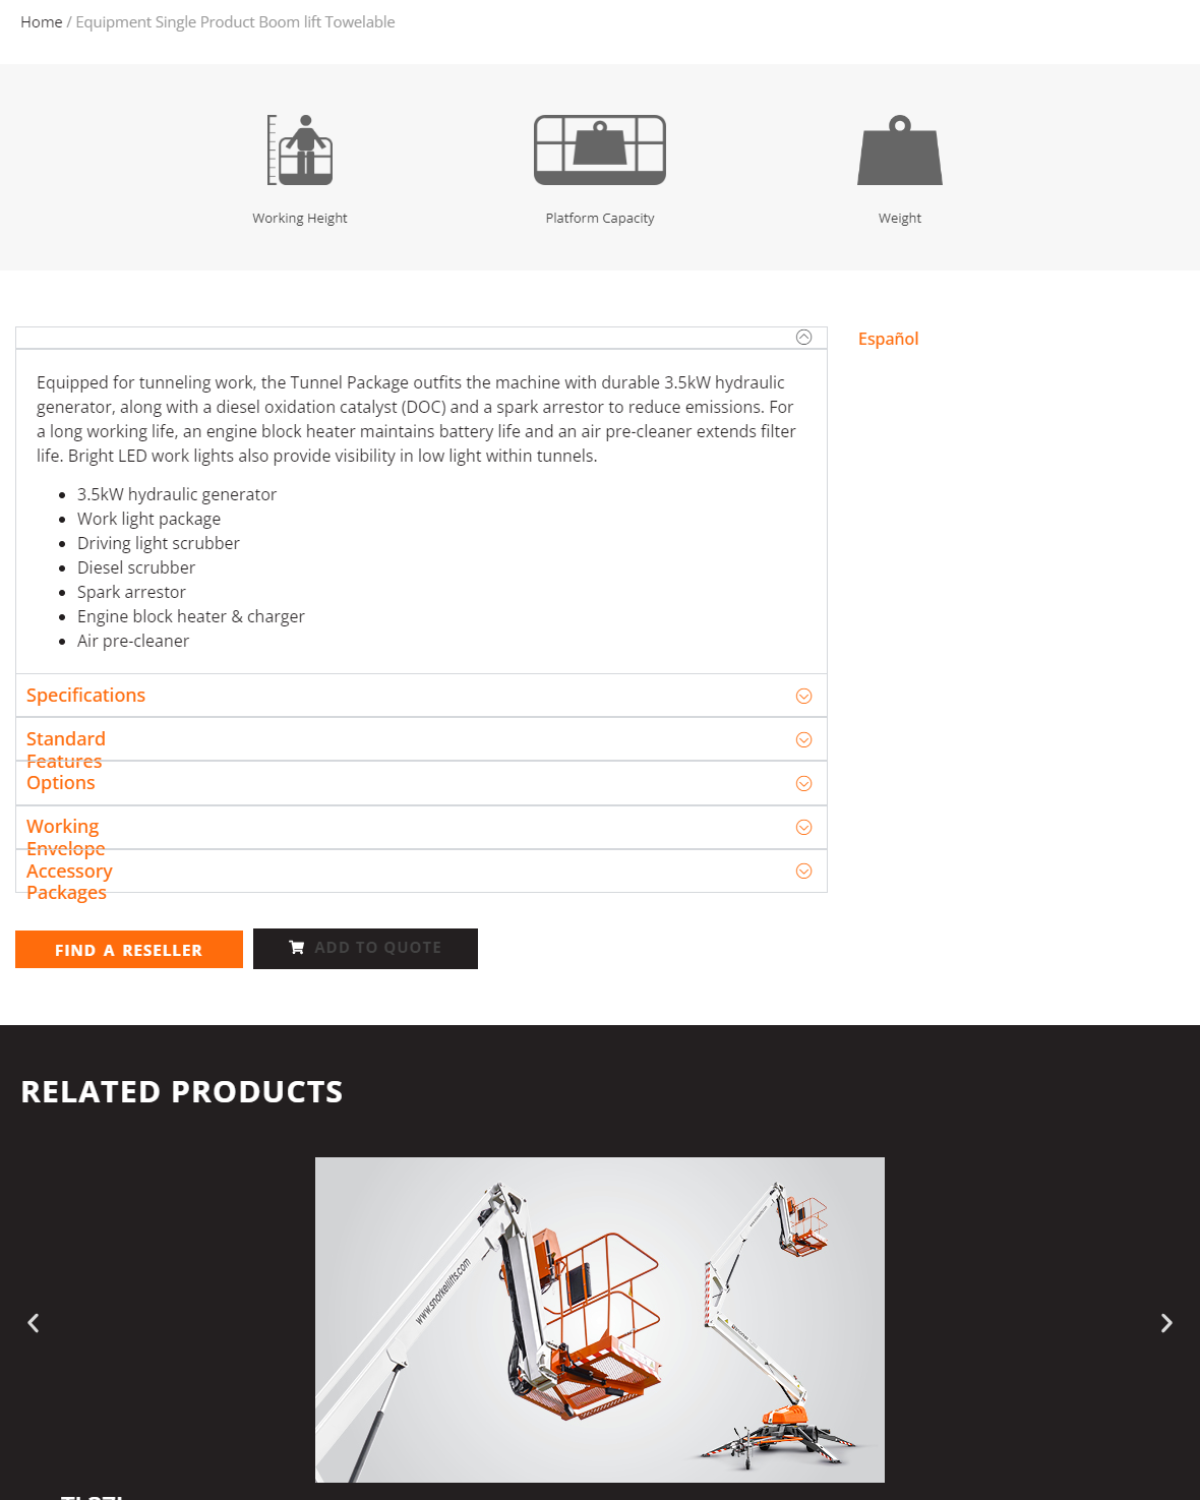 Home / Equipment Single Product Boom lift Towelable
Working Height
Platform Capacity
Weight
Español
Equipped for tunneling work, the Tunnel Package outfits the machine with durable 3.5kW hydraulic
generator, along with a diesel oxidation catalyst (DOC) and a spark arrestor to reduce emissions. For
a long working life, an engine block heater maintains battery life and an air pre-cleaner extends filter
life. Bright LED work lights also provide visibility in low light within tunnels.
3.5kW hydraulic generator
Work light package
Driving light scrubber
Diesel scrubber
Spark arrestor
Engine block heater & charger
Air pre-cleaner
Specifications
Standard
Features
Options
Working
Envelope
Accessory
Packages
FIND A RESELLER
ADD TO QUOTE
RELATED PRODUCTS
www.snorkellifts.com